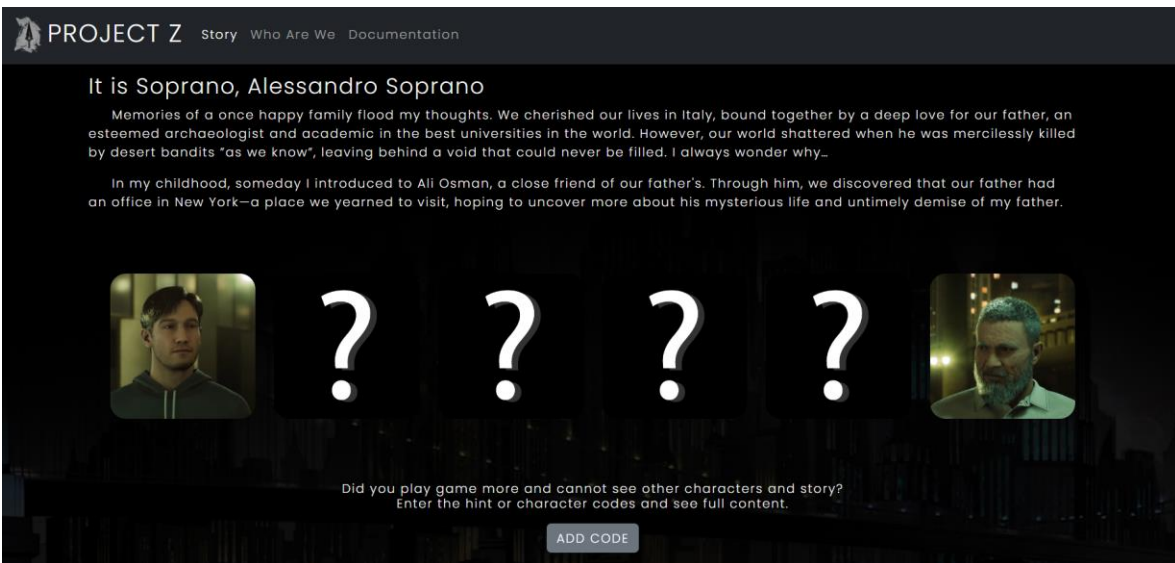 PROJECT Z Story Who Are We Documentation
It is Soprano, Alessandro Soprano
Memories of a once happy family flood my thoughts. We cherished our lives in Italy, bound together by a deep love for our father, an
esteemed archaeologist and academic in the best universities in the world. However, our world shattered when he was mercilessly killed
by desert bandits "as we know", leaving behind a void that could never be filled. I always wonder why…
In my childhood, someday I introduced to Ali Osman, a close friend of our father's. Through him, we discovered that our father had
an office in New York—a place we yearned to visit, hoping to uncover more about his mysterious life and untimely demise of my father.
? ? ? ?
Did you play game more and cannot see other characters and story?
Enter the hint or character codes and see full content.
ADD CODE